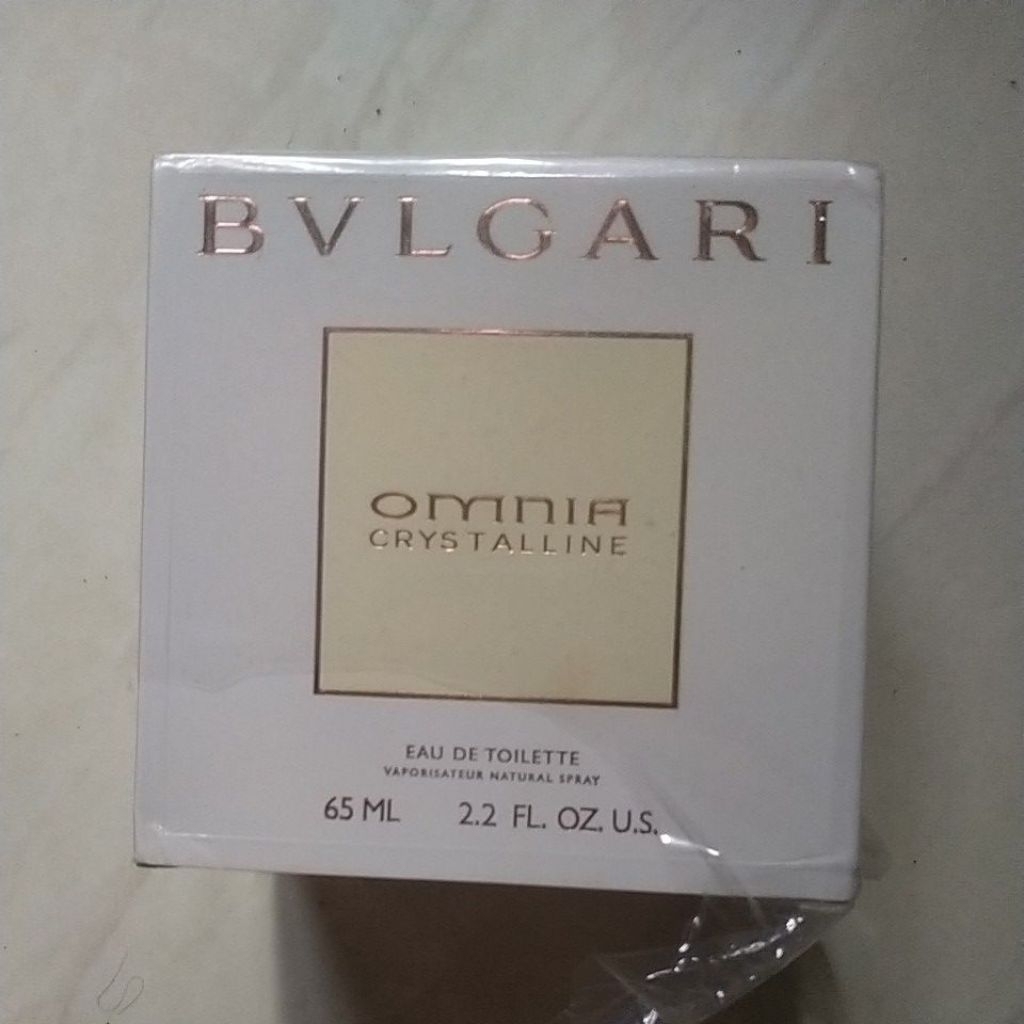 BVLGARI
OMNIA
CRYSTALLINE
EAU DE TOILETTE
VAPORISATEUR NATURAL SPRAY
65 ML 2.2 FL. OZ. U.S.